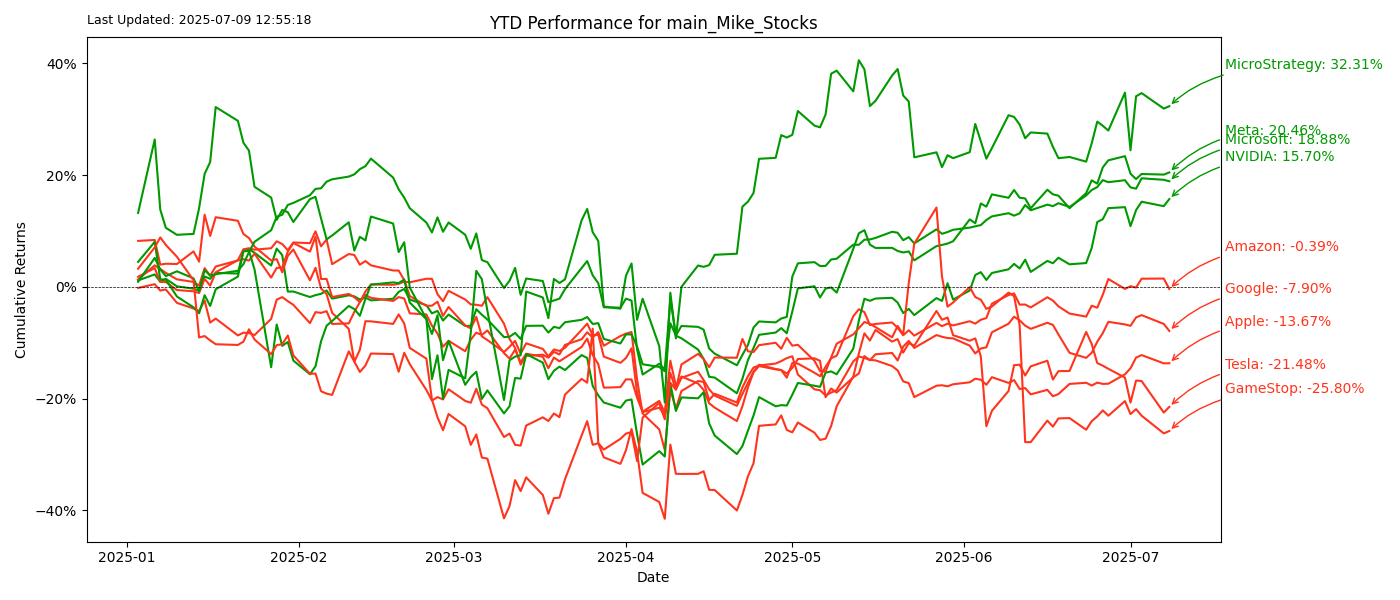 Last Updated: 2025-07-09 12:55:18
YTD Performance for main_Mike_Stocks
Cumulative Returns
40%
20%
0%
−20%
−40%
2025-01
2025-02
2025-03
2025-04
2025-05
2025-06
2025-07
Date
MicroStrategy: 32.31%
Meta: 20.46%
Microsoft: 18.88%
NVIDIA: 15.70%
Amazon: -0.39%
Google: -7.90%
Apple: -13.67%
Tesla: -21.48%
GameStop: -25.80%